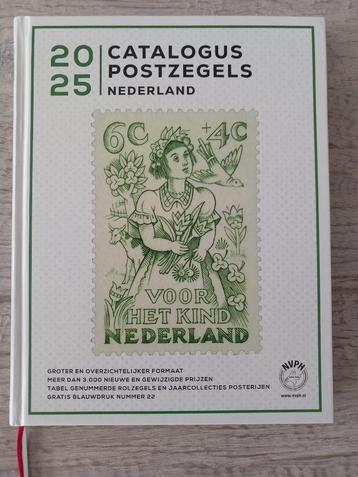 2025
CATALOGUS
POSTZEGELS
NEDERLAND
6C +4C
VOOR
HET KIND
NEDERLAND
GROTER EN OVERZICHTELIJKER FORMAAT
MEER DAN 3.000 NIEUWE EN GEWIJZIGDE PRIJZEN
TABEL GENUMMERDE ROLZEGELS EN JAARCOLLECTIES POSTERIJEN
GRATIS BLAUWDRUK NUMMER 22
NVPH
www.nvph.nl